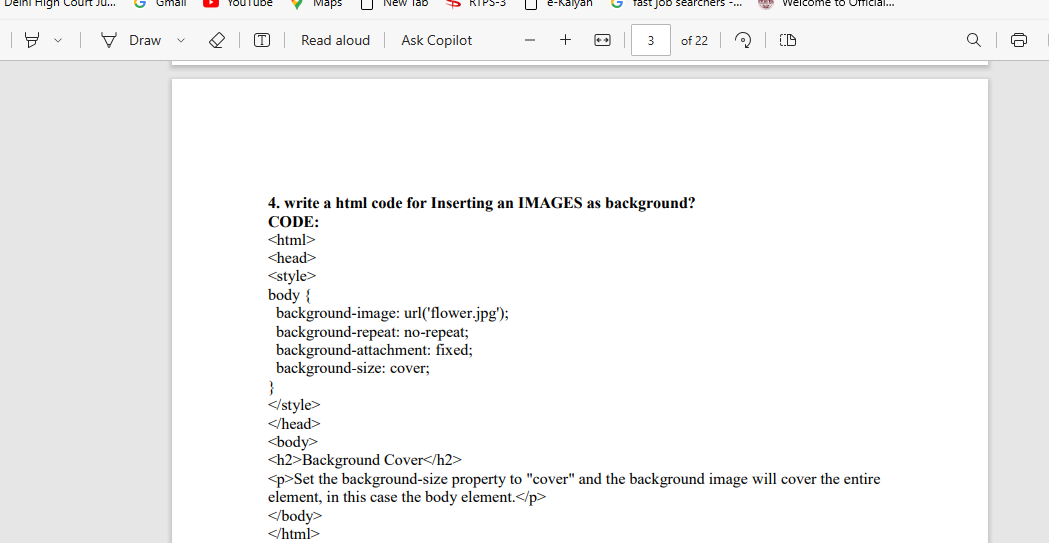 Delhi High Court Ju... Gmail YouTube Maps New Tab RTPS-3 e-Kalyan fast job searchers -... Welcome to Official...
Draw Read aloud Ask Copilot 3 of 22
4. write a html code for Inserting an IMAGES as background?
CODE:
<html>
<head>
<style>
body {
background-image: url('flower.jpg');
background-repeat: no-repeat;
background-attachment: fixed;
background-size: cover;
}
</style>
</head>
<body>
<h2>Background Cover</h2>
<p>Set the background-size property to "cover" and the background image will cover the entire
element, in this case the body element.</p>
</body>
</html>